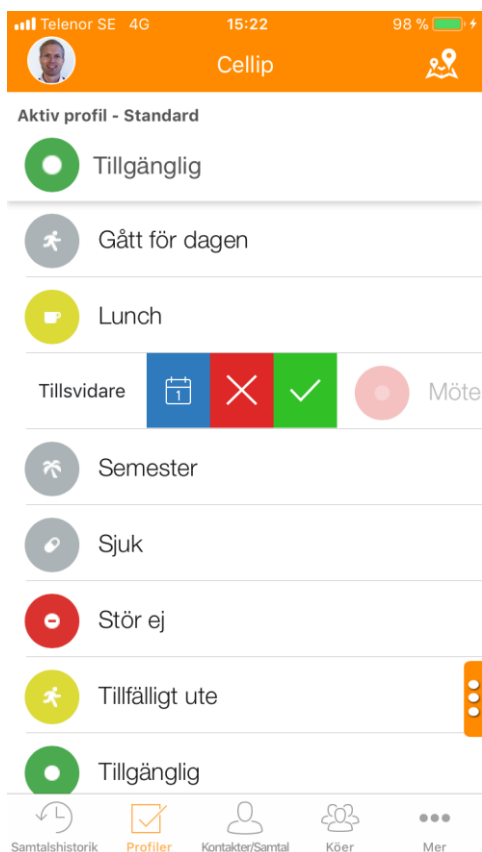 Telenor SE 4G 15:22 98 %
Cellip
Aktiv profil - Standard
Tillgänglig
Gått för dagen
Lunch
Tillsvidare 1 Möte
Semester
Sjuk
Stör ej
Tillfälligt ute
Tillgänglig
Samtalshistorik Profiler Kontakter/Samtal Köer Mer